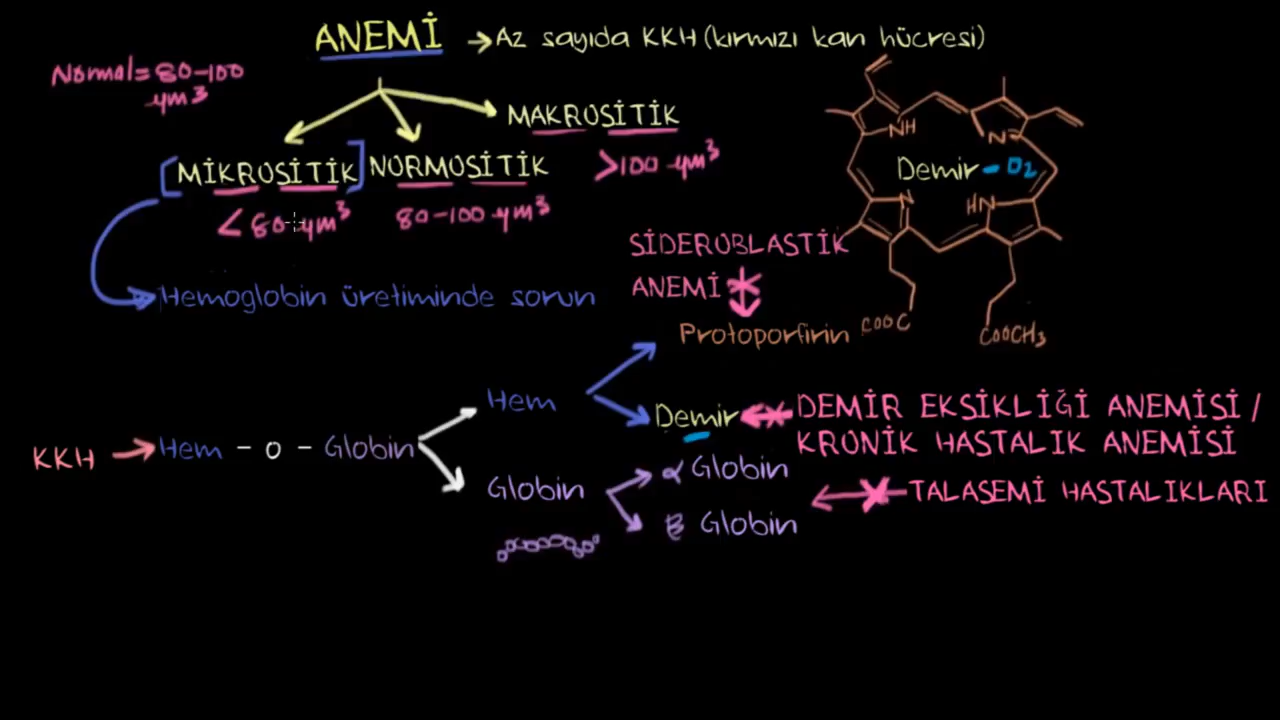 ANEMİ → Az sayıda KKH (kırmızı kan hücresi)
Normal = 80-100
µm³
MİKROSİTİK
NORMOSİTİK
MAKROSİTİK
< 80 µm³
80-100 µm³
>100 µm³
Hemoglobin üretiminde sorun
SİDEROBLASTİK
ANEMİ
Protoporfirin
NH
N
Demir - O₂
N
HN
COOC
COOCH₃
KKH → Hem - o - Globin
Hem
Demir
DEMİR EKSİKLİĞİ ANEMİSİ /
KRONİK HASTALIK ANEMİSİ
Globin
α Globin
β Globin
TALASEMİ HASTALIKLARI